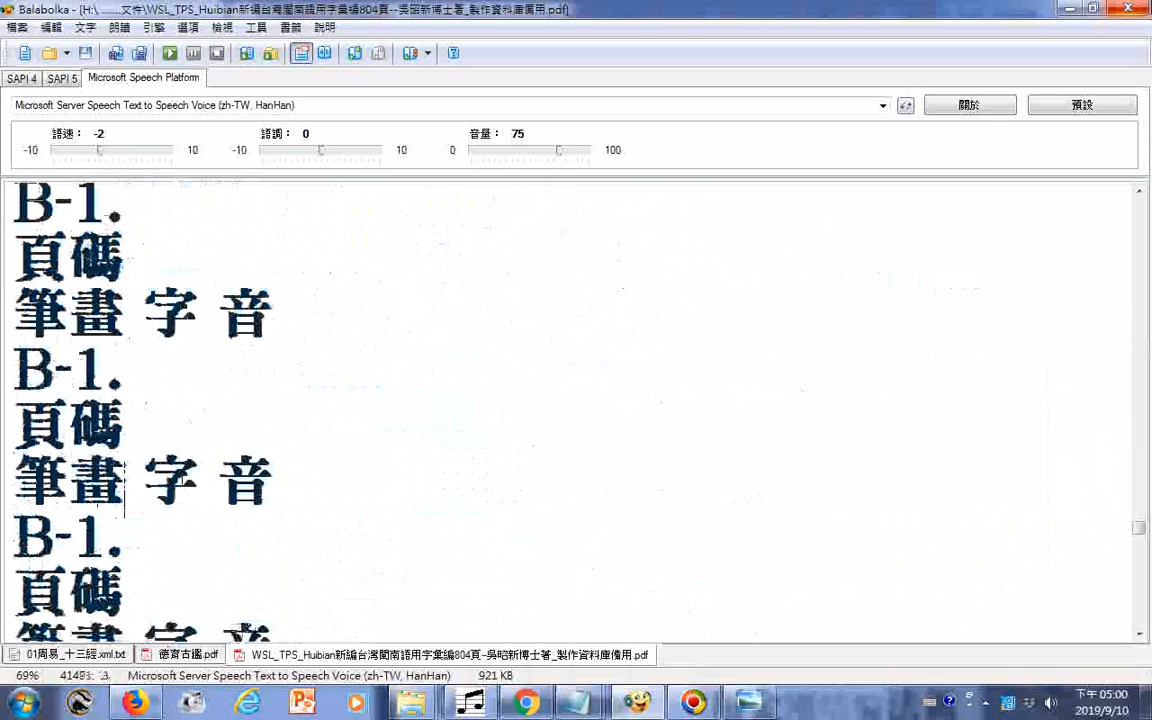 Balabolka - [H:\ ........文件\WSL_TPS_Huibian新編台灣閩南語用字彙編804頁--吳昭新博士著_製作資料庫備用.pdf]
檔案 編輯 文字 朗讀 引擎 選項 檢視 工具 書籤 說明
SAPI 4 SAPI 5 Microsoft Speech Platform
Microsoft Server Speech Text to Speech Voice (zh-TW, HanHan) 關於 預設
語速： -2 語調： 0 音量： 75
-10 10 -10 10 0 100
B-1.
頁碼
筆畫 字 音
B-1.
頁碼
筆畫 字 音
B-1.
頁碼
筆畫 字 音
01周易_十三經.xml.txt 德育古鑑.pdf WSL_TPS_Huibian新編台灣閩南語用字彙編804頁--吳昭新博士著_製作資料庫備用.pdf
69% Microsoft Server Speech Text to Speech Voice (zh-TW, HanHan) 921 KB
下午 05:00
2019/9/10